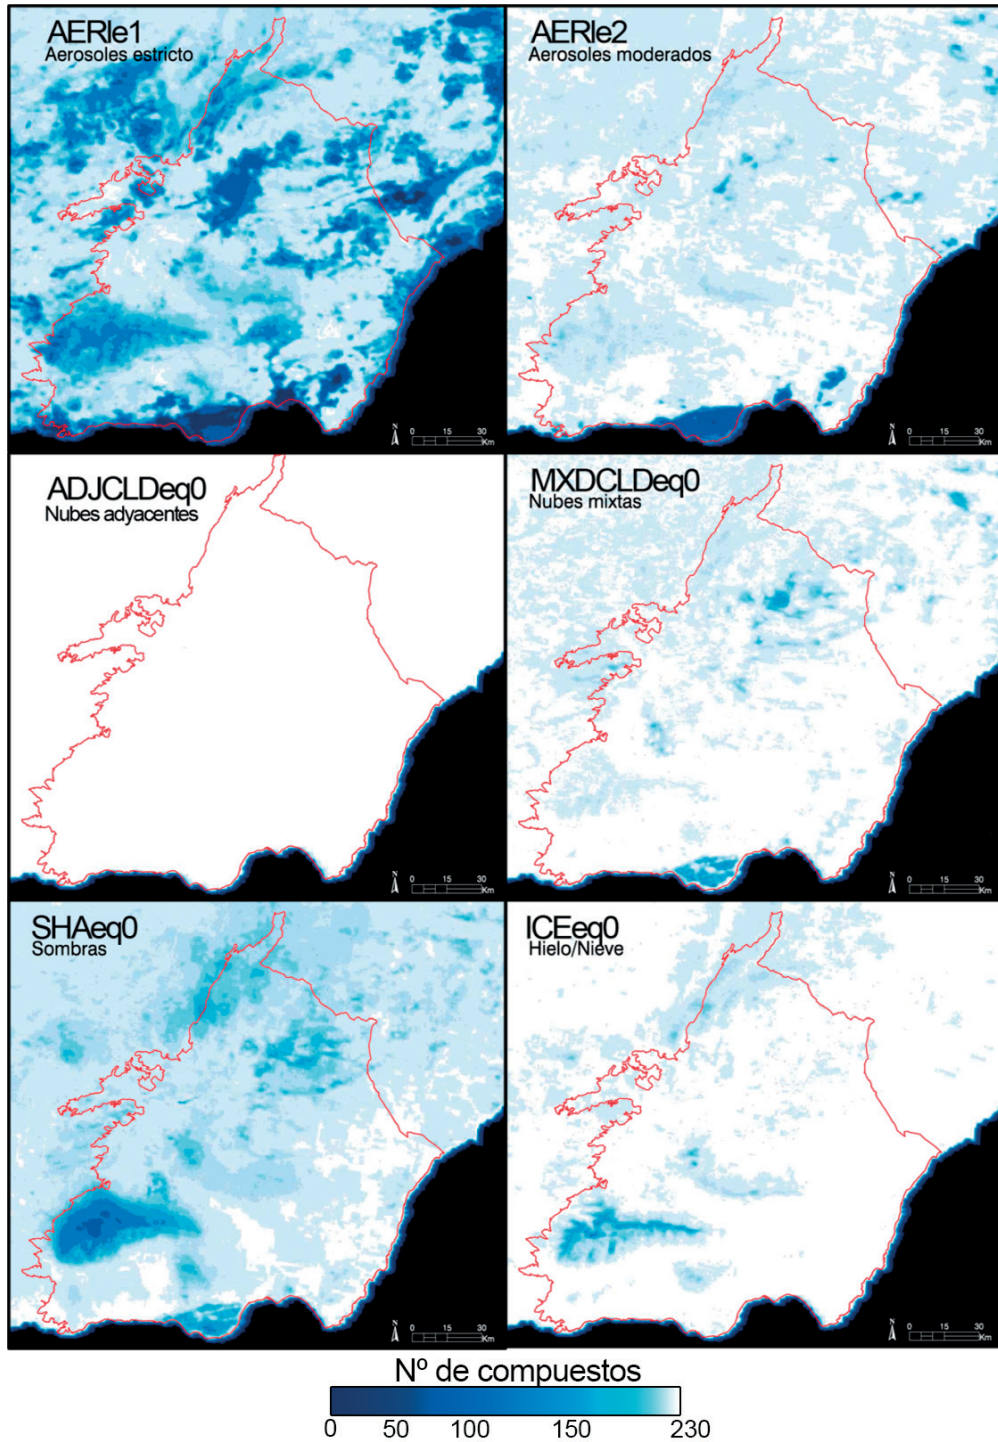 AERle1
Aerosoles estricto
N
0 15 30
Km
AERle2
Aerosoles moderados
N
0 15 30
Km
ADJCLDeq0
Nubes adyacentes
N
0 15 30
Km
MXDCLDeq0
Nubes mixtas
N
0 15 30
Km
SHAeq0
Sombras
N
0 15 30
Km
ICEeq0
Hielo/Nieve
N
0 15 30
Km
Nº de compuestos
0 50 100 150 230